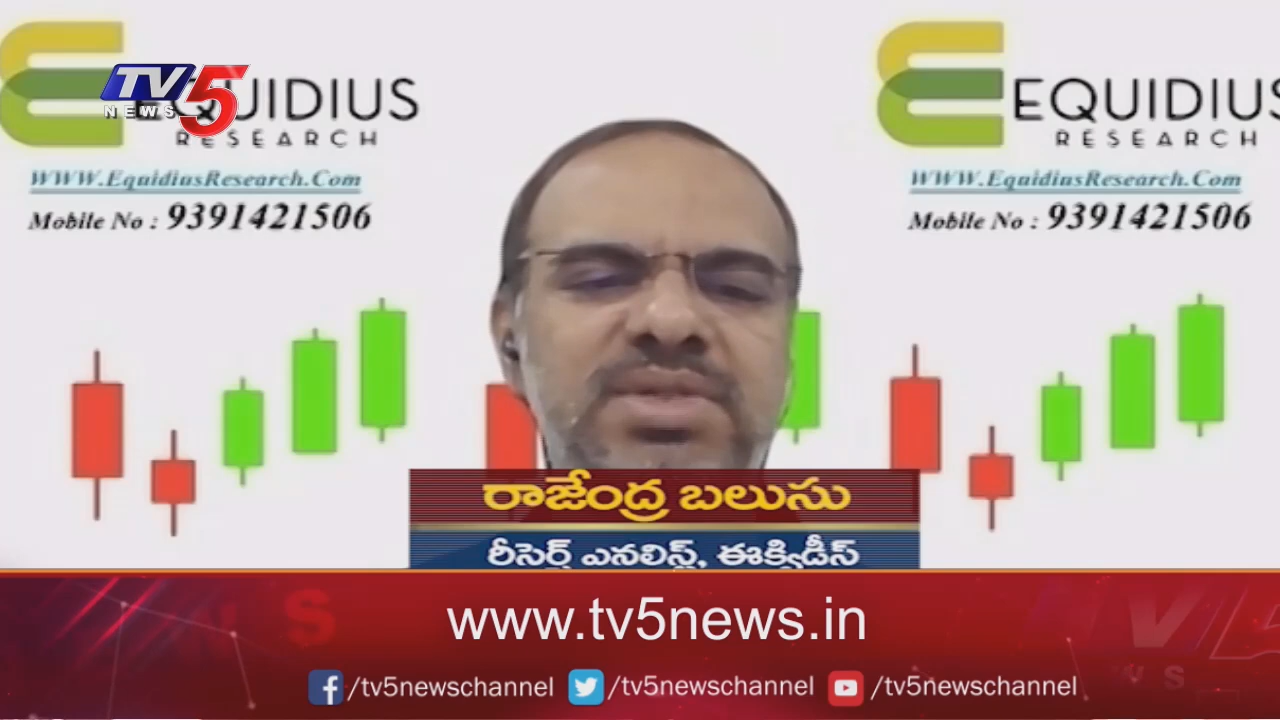 TV5
NEWS
EQUIDIUS
RESEARCH
WWW.EquidiusResearch.Com
Mobile No : 9391421506
EQUIDIUS
RESEARCH
WWW.EquidiusResearch.Com
Mobile No : 9391421506
రాజేంద్ర బలుసు
రీసెర్చ్ ఎనలిస్ట్, ఈక్విడీస్
www.tv5news.in
/tv5newschannel /tv5newschannel /tv5newschannel